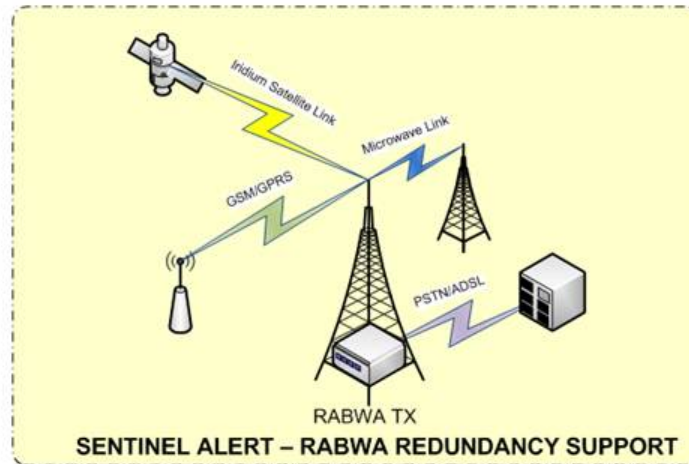 Iridium Satellite Link
Microwave Link
GSM/GPRS
PSTN/ADSL
RABWA TX
SENTINEL ALERT – RABWA REDUNDANCY SUPPORT